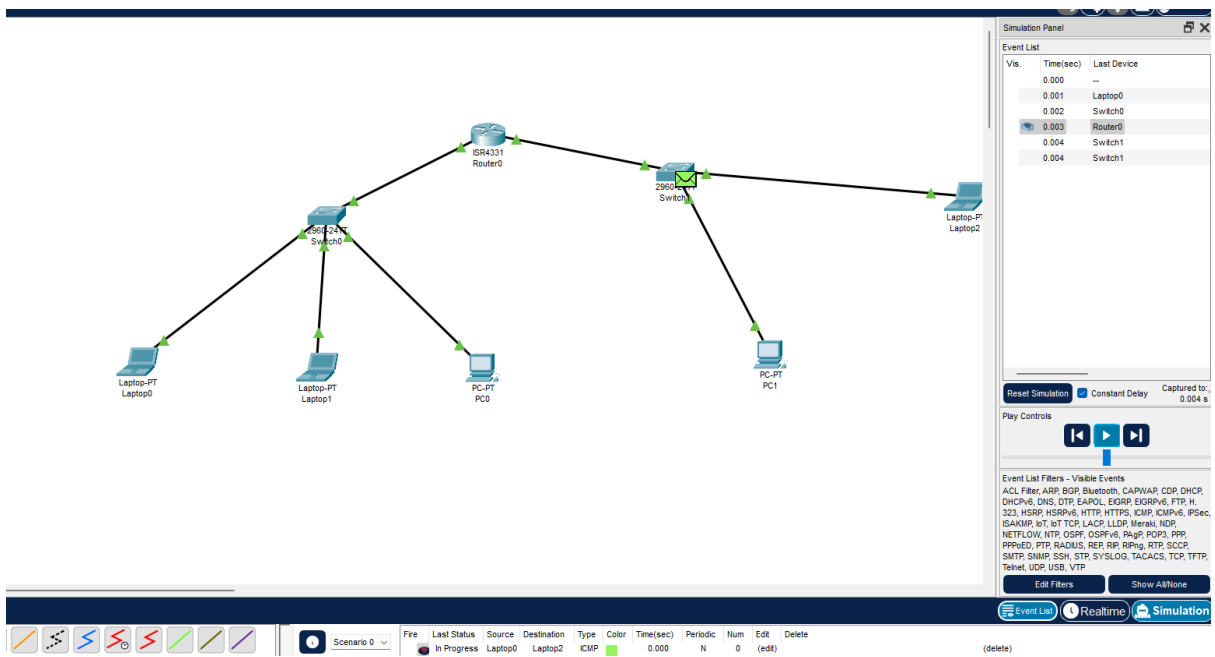 Simulation Panel
Event List
Vis. Time(sec) Last Device
0.000 --
0.001 Laptop0
0.002 Switch0
0.003 Router0
0.004 Switch1
0.004 Switch1
ISR4331
Router0
Switch1
Laptop2
2960-24TT
Switch0
Laptop-PT
Laptop0
Laptop-PT
Laptop1
PC-PT
PC0
PC-PT
PC1
Reset Simulation Constant Delay Captured to:
0.004 s
Play Controls
Event List Filters - Visible Events
ACL Filter, ARP, BGP, Bluetooth, CAPWAP, CDP, DHCP,
DHCPv6, DNS, DTP, EAPOL, EIGRP, EIGRPv6, FTP, H.
323, HSRP, HSRPv6, HTTP, HTTPS, ICMP, ICMPv6, IPSec,
ISAKMP, IoT, IoT TCP, LACP, LLDP, Meraki, NDP,
NETFLOW, NTP, OSPF, OSPFv6, PAgP, POP3, PPP,
PPPoED, PTP, RADIUS, REP, RIP, RIPng, RTP, SCCP,
SMTP, SNMP, SSH, STP, SYSLOG, TACACS, TCP, TFTP,
Telnet, UDP, USB, VTP
Edit Filters Show All/None
Event List Realtime Simulation
Scenario 0 Fire Last Status Source Destination Type Color Time(sec) Periodic Num Edit Delete
In Progress Laptop0 Laptop2 ICMP 0.000 N 0 (edit) (delete)